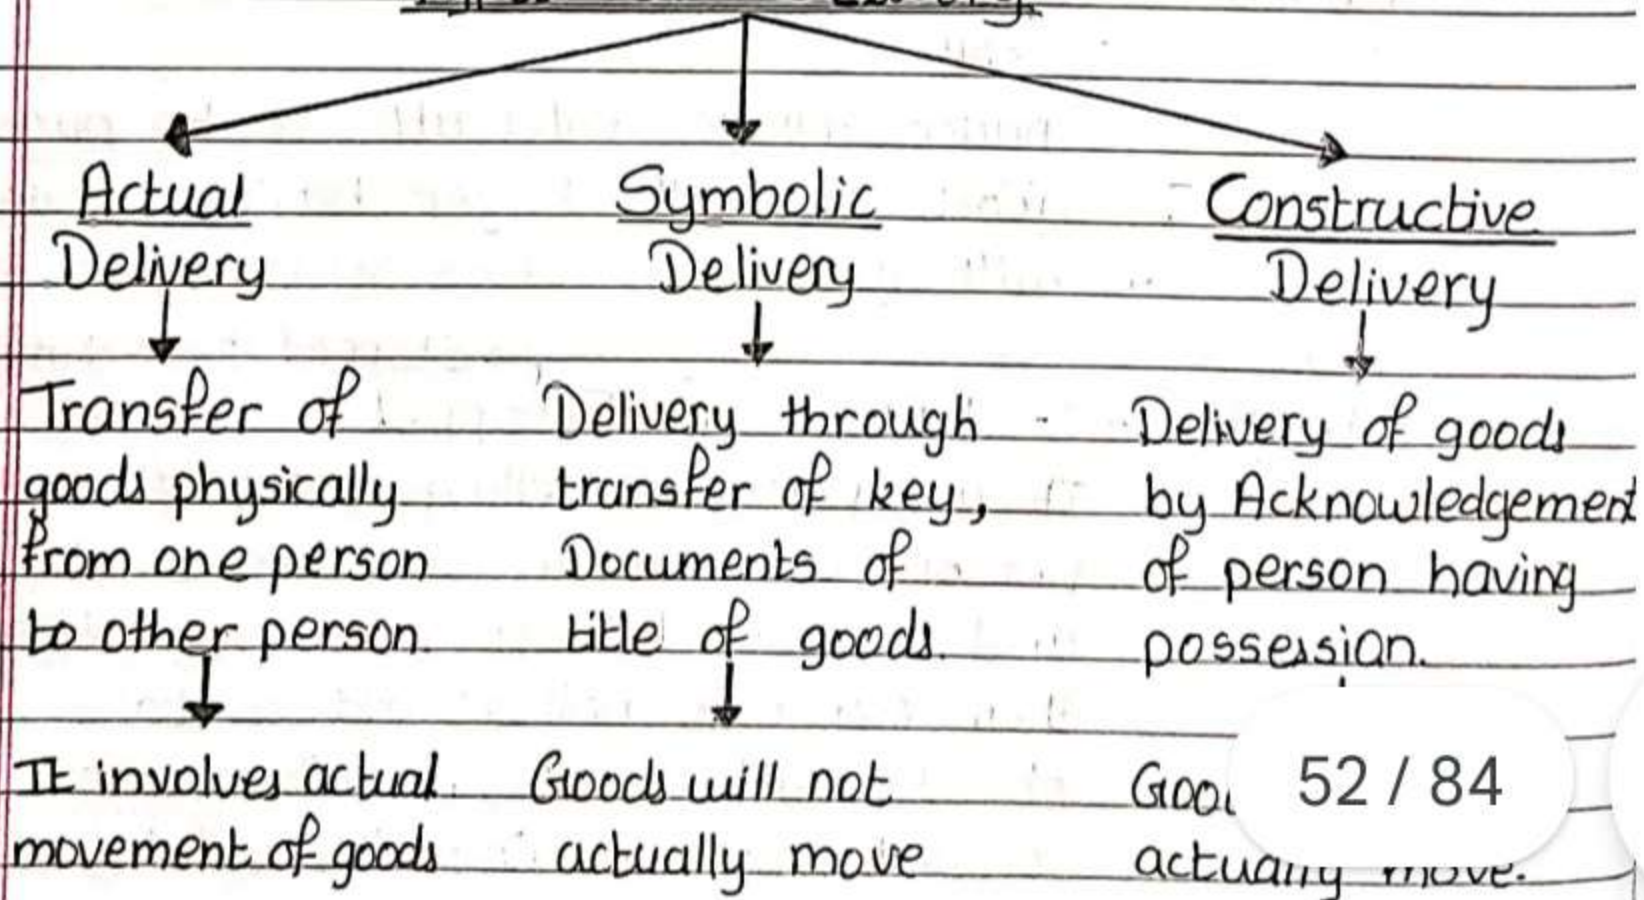 Actual
Delivery
Symbolic
Delivery
Constructive
Delivery
Transfer of
goods physically
from one person
to other person.
Delivery through
transfer of key,
Documents of
title of goods.
Delivery of goods
by Acknowledgement
of person having
possession.
It involves actual
movement of goods
Goods will not
actually move
actually move.
52 / 84